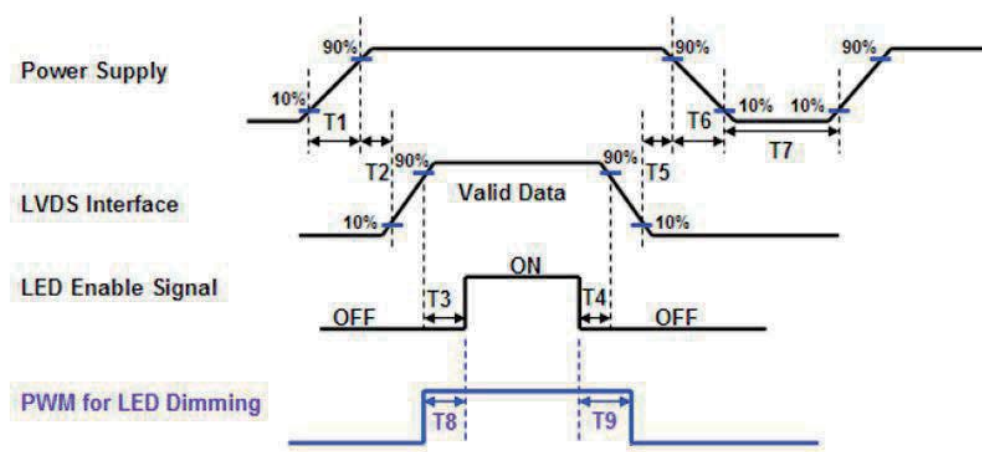 90% 90% 90%
Power Supply
10% 10% 10%
T1 T6
T2 T5 T7
90% 90%
Valid Data
LVDS Interface
10% 10%
ON
LED Enable Signal
T3 T4
OFF OFF
PWM for LED Dimming
T8 T9